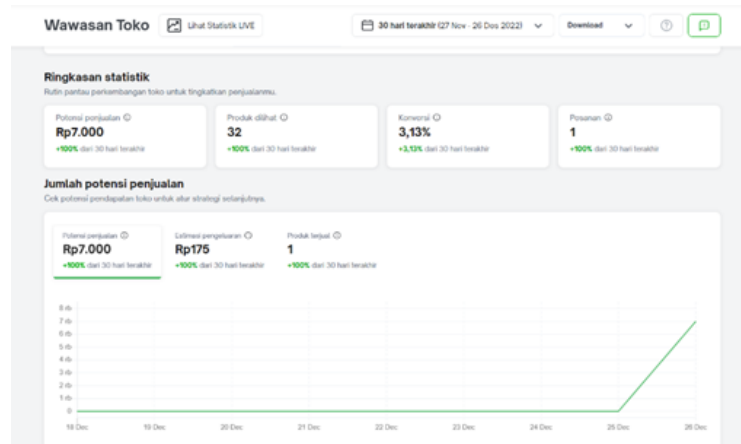 Wawasan Toko
Lihat Statistik LIVE
30 hari terakhir (27 Nov - 26 Des 2022)
Download
Ringkasan statistik
Rutin pantau perkembangan toko untuk tingkatkan penjualanmu.
Potensi penjualan
Rp7.000
+100% dari 30 hari terakhir
Produk dilihat
32
+100% dari 30 hari terakhir
Konversi
3,13%
+3,13% dari 30 hari terakhir
Pesanan
1
+100% dari 30 hari terakhir
Jumlah potensi penjualan
Cek potensi pendapatan toko untuk atur strategi selanjutnya.
Potensi penjualan
Rp7.000
+100% dari 30 hari terakhir
Estimasi pengeluaran
Rp175
+100% dari 30 hari terakhir
Produk terjual
1
+100% dari 30 hari terakhir
8 rb
7 rb
6 rb
5 rb
4 rb
3 rb
2 rb
1 rb
0
18 Dec 19 Dec 20 Dec 21 Dec 22 Dec 23 Dec 24 Dec 25 Dec 26 Dec